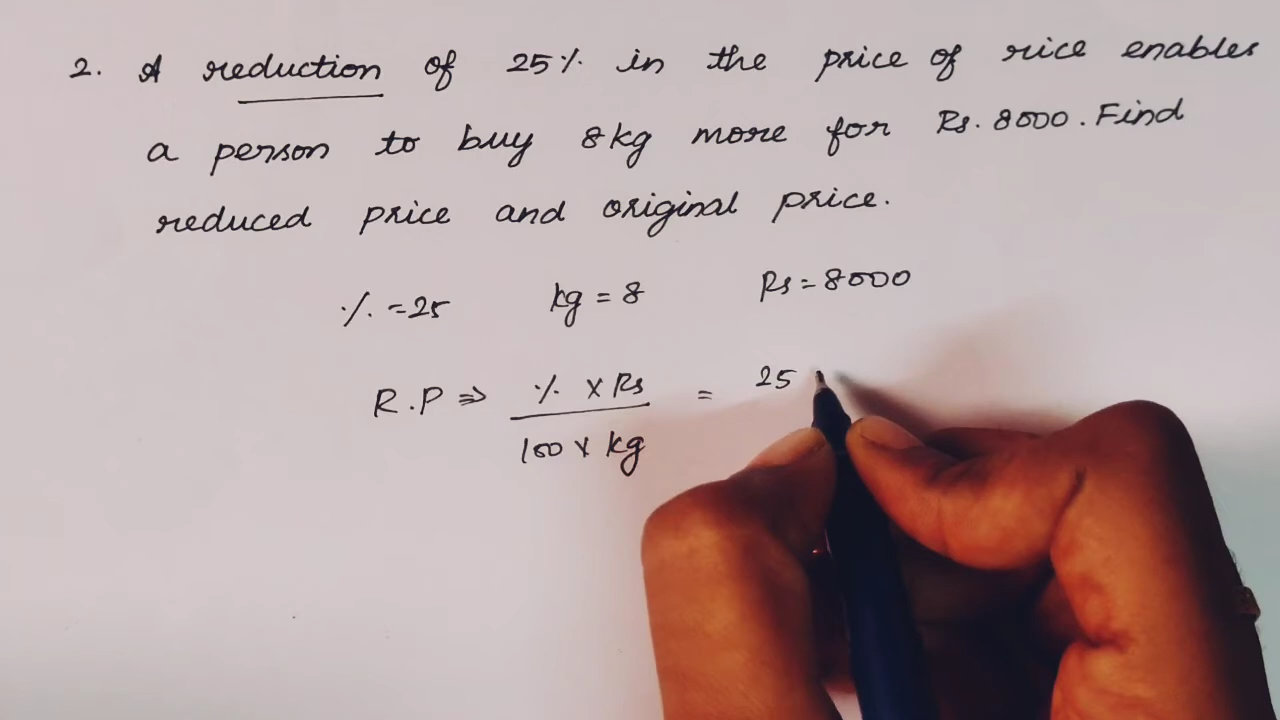 2. A reduction of 25% in the price of rice enables
a person to buy 8kg more for Rs. 8000. Find
reduced price and original price.
% = 25 kg = 8 Rs = 8000
R.P ⇒ % × Rs / 100 × kg = 25